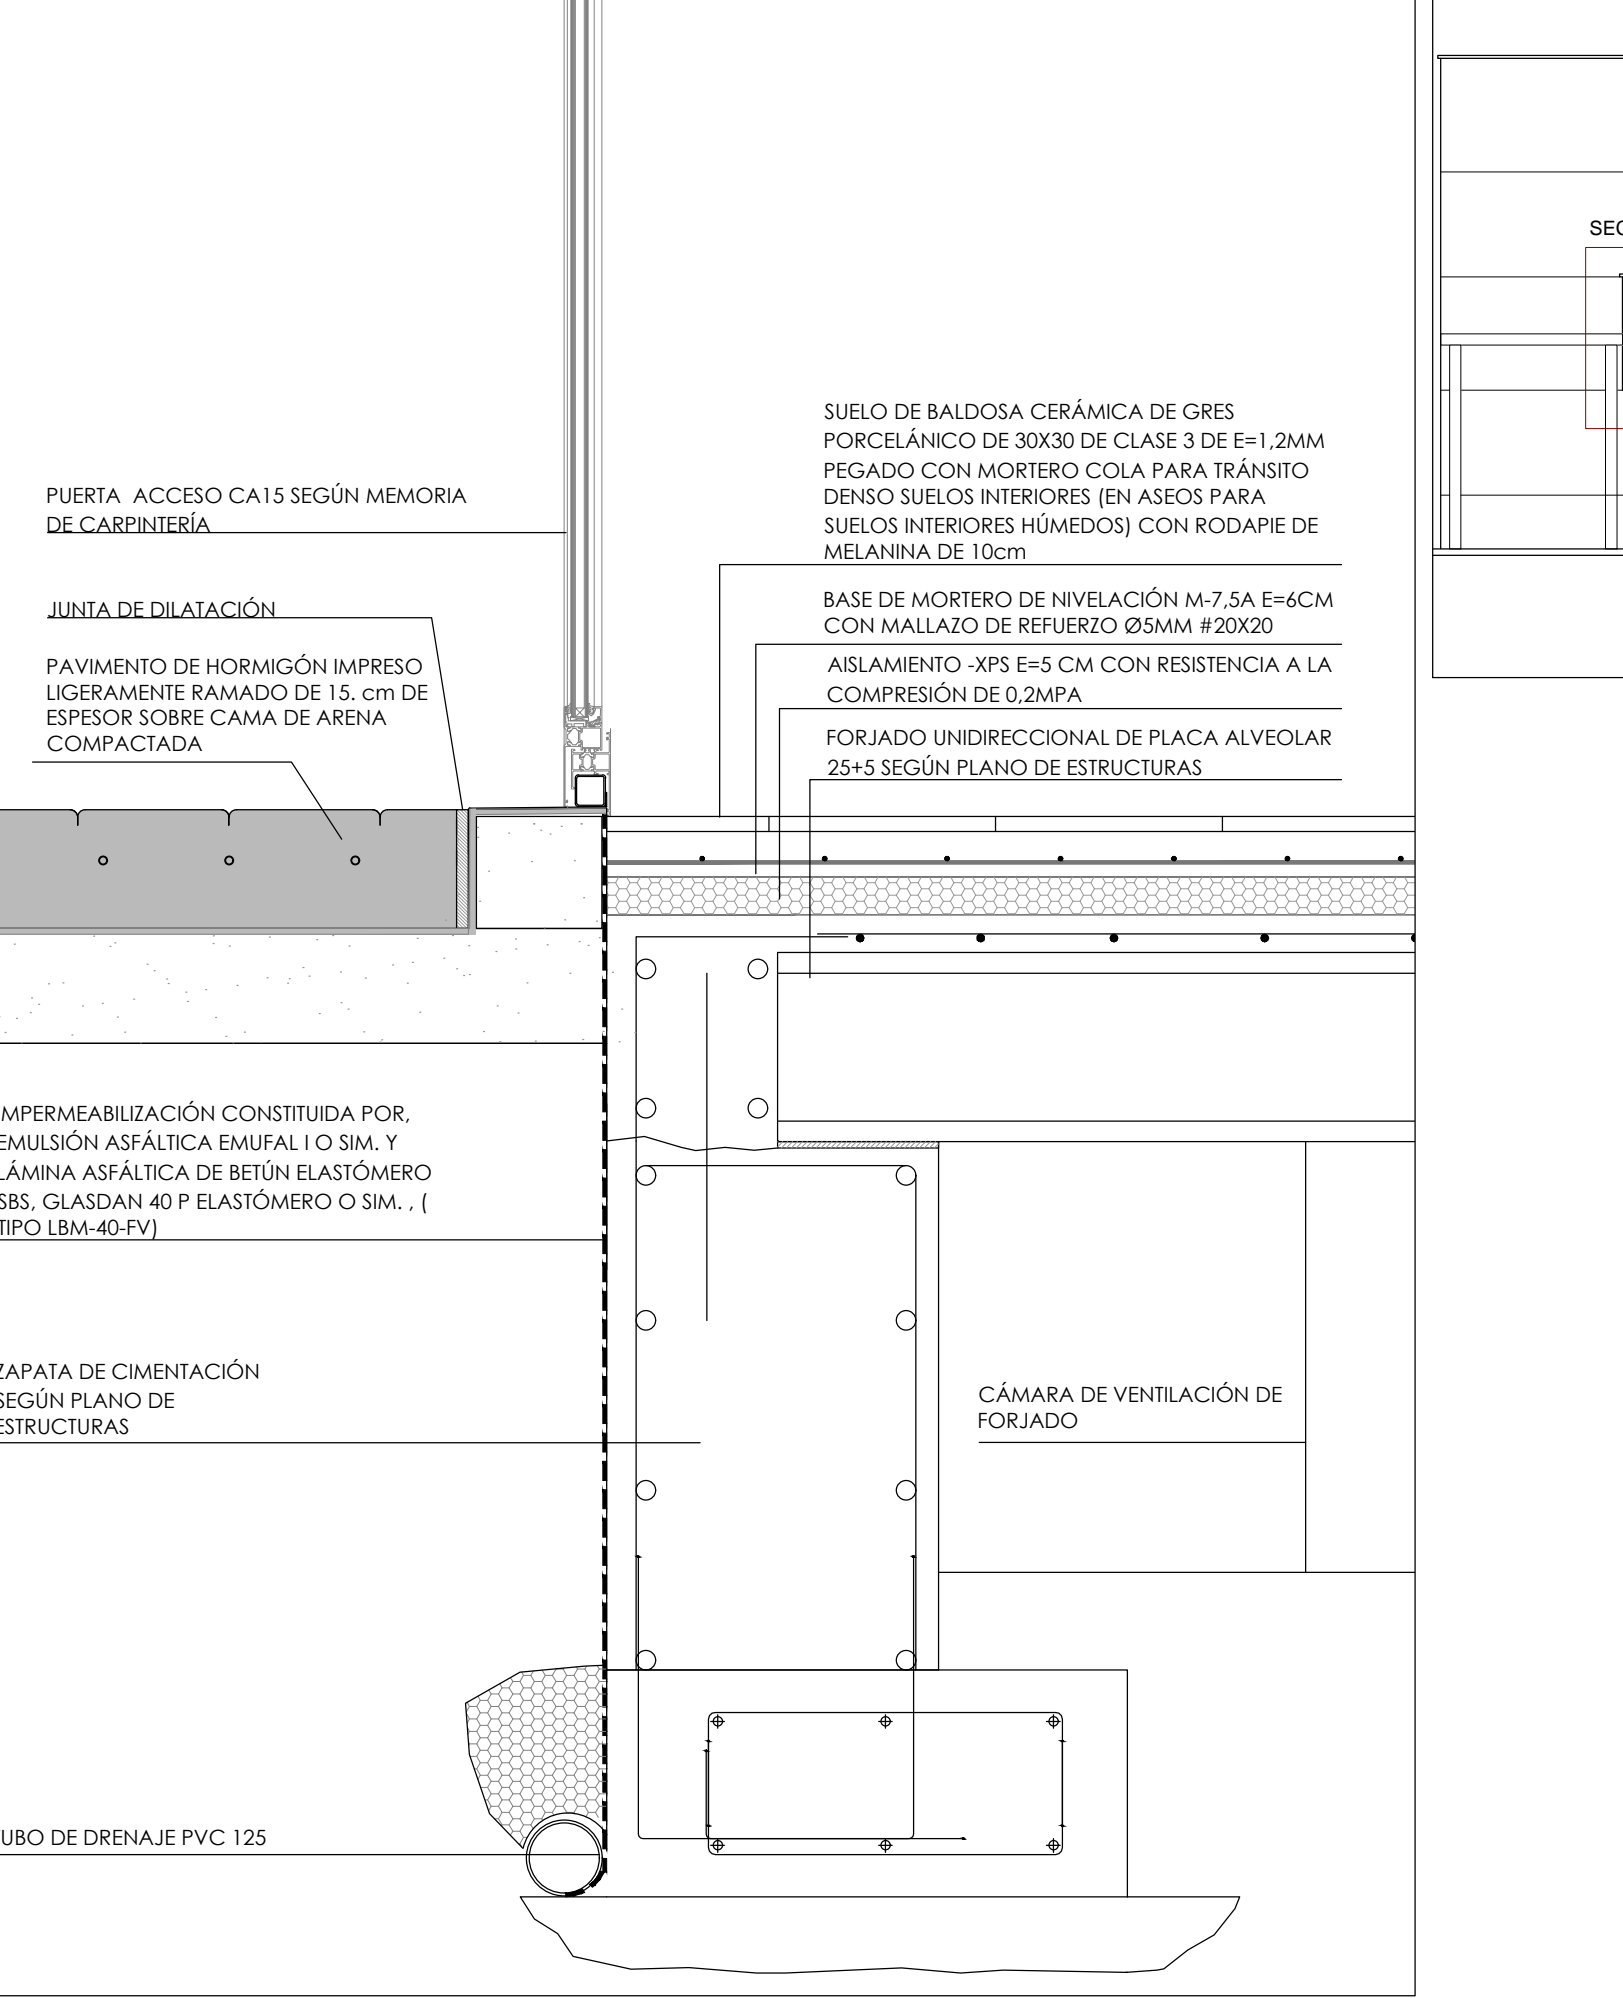 SEC
SUELO DE BALDOSA CERÁMICA DE GRES
PORCELÁNICO DE 30X30 DE CLASE 3 DE E=1,2MM
PEGADO CON MORTERO COLA PARA TRÁNSITO
DENSO SUELOS INTERIORES (EN ASEOS PARA
SUELOS INTERIORES HÚMEDOS) CON RODAPIE DE
MELANINA DE 10cm
PUERTA ACCESO CA15 SEGÚN MEMORIA
DE CARPINTERÍA
BASE DE MORTERO DE NIVELACIÓN M-7,5A E=6CM
CON MALLAZO DE REFUERZO Ø5MM #20X20
JUNTA DE DILATACIÓN
AISLAMIENTO -XPS E=5 CM CON RESISTENCIA A LA
COMPRESIÓN DE 0,2MPA
PAVIMENTO DE HORMIGÓN IMPRESO
LIGERAMENTE RAMADO DE 15. cm DE
ESPESOR SOBRE CAMA DE ARENA
COMPACTADA
FORJADO UNIDIRECCIONAL DE PLACA ALVEOLAR
25+5 SEGÚN PLANO DE ESTRUCTURAS
MPERMEABILIZACIÓN CONSTITUIDA POR,
EMULSIÓN ASFÁLTICA EMUFAL I O SIM. Y
LÁMINA ASFÁLTICA DE BETÚN ELASTÓMERO
SBS, GLASDAN 40 P ELASTÓMERO O SIM. , (
TIPO LBM-40-FV)
ZAPATA DE CIMENTACIÓN
SEGÚN PLANO DE
ESTRUCTURAS
CÁMARA DE VENTILACIÓN DE
FORJADO
UBO DE DRENAJE PVC 125